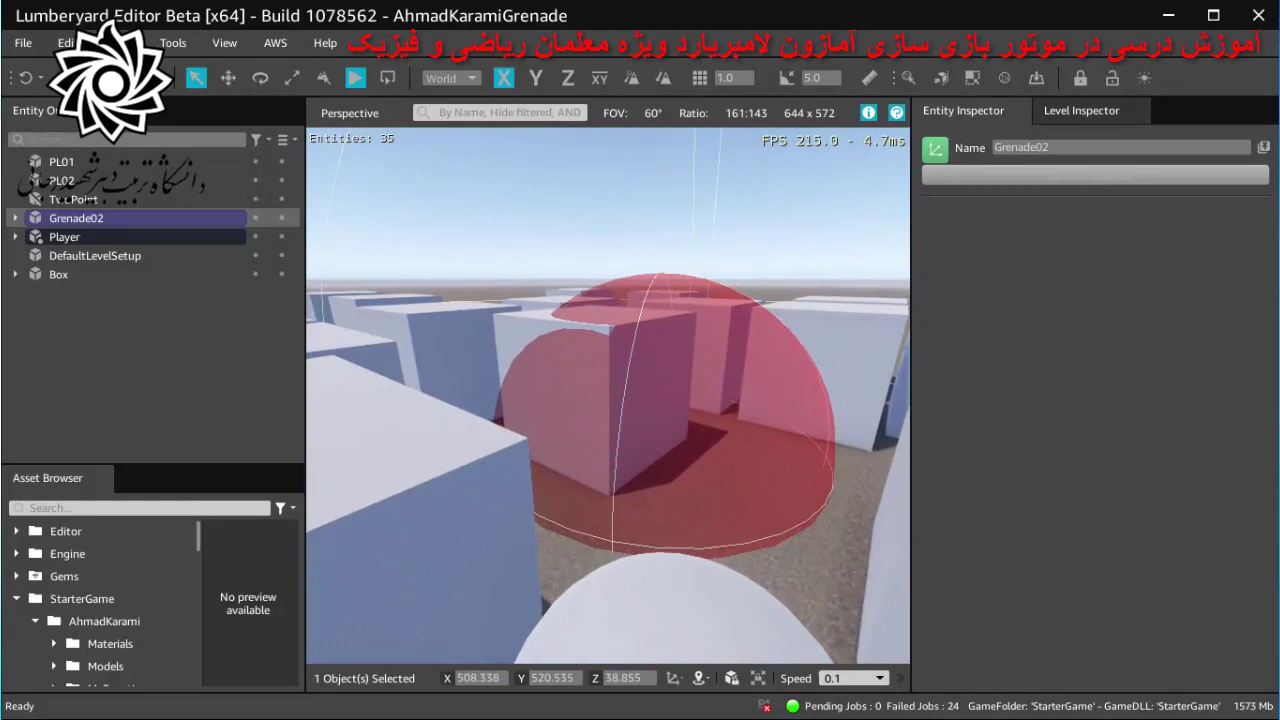 Lumberyard Editor Beta [x64] - Build 1078562 - AhmadKaramiGrenade
File Tools View AWS Help
آموزش درسی در موتور بازی سازی آمازون لامبریارد ویژه معلمان ریاضی و فیزیک
World X Y Z XY 1.0 5.0
Perspective By Name, Hide filtered, AND FOV: 60° Ratio: 161:143 644 x 572
Entity Inspector Level Inspector
Entities: 35
FPS 215.0 - 4.7ms
Name Grenade02
PL01
PL02
دانشگاه تربیت دبیر شهید رجایی
Grenade02
Player
DefaultLevelSetup
Box
Asset Browser
Search...
Editor
Engine
Gems
StarterGame
AhmadKarami
Materials
Models
No preview
available
1 Object(s) Selected X 508.338 Y 520.535 Z 38.855 Speed 0.1
Ready
Pending Jobs : 0 Failed Jobs : 24 GameFolder: 'StarterGame' - GameDLL: 'StarterGame' 1573 Mb